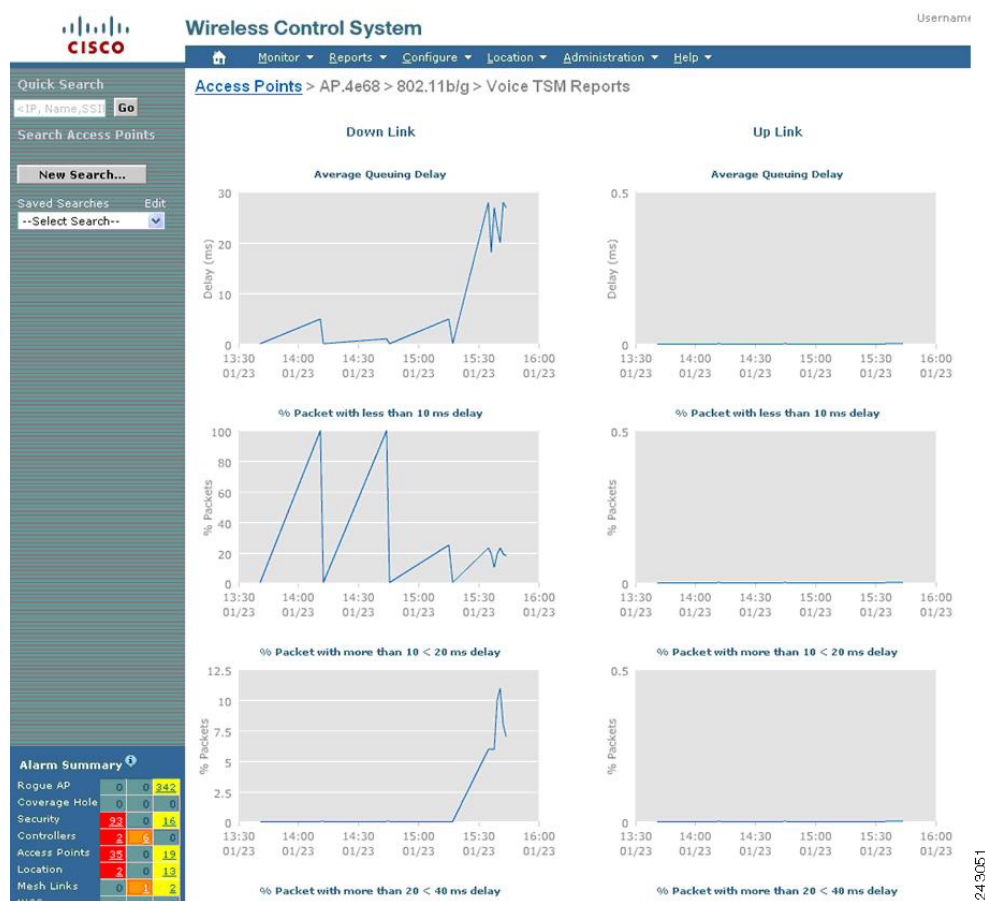 CISCO
Wireless Control System
Username
Monitor Reports Configure Location Administration Help
Quick Search
<IP, Name,SSI
Go
Search Access Points
New Search...
Saved Searches Edit
--Select Search--
Access Points > AP.4e68 > 802.11b/g > Voice TSM Reports
Down Link
Average Queuing Delay
Delay (ms)
30
20
10
0
13:30 14:00 14:30 15:00 15:30 16:00
01/23 01/23 01/23 01/23 01/23 01/23
% Packet with less than 10 ms delay
% Packets
100
80
60
40
20
0
13:30 14:00 14:30 15:00 15:30 16:00
01/23 01/23 01/23 01/23 01/23 01/23
% Packet with more than 10 < 20 ms delay
% Packets
12.5
10
7.5
5
2.5
0
13:30 14:00 14:30 15:00 15:30 16:00
01/23 01/23 01/23 01/23 01/23 01/23
% Packet with more than 20 < 40 ms delay
Up Link
Average Queuing Delay
Delay (ms)
0.5
0
13:30 14:00 14:30 15:00 15:30 16:00
01/23 01/23 01/23 01/23 01/23 01/23
% Packet with less than 10 ms delay
% Packets
0.5
0
13:30 14:00 14:30 15:00 15:30 16:00
01/23 01/23 01/23 01/23 01/23 01/23
% Packet with more than 10 < 20 ms delay
% Packets
0.5
0
13:30 14:00 14:30 15:00 15:30 16:00
01/23 01/23 01/23 01/23 01/23 01/23
% Packet with more than 20 < 40 ms delay
Alarm Summary
Rogue AP 0 0 342
Coverage Hole 0 0 0
Security 93 0 16
Controllers 2 6 0
Access Points 35 0 19
Location 2 0 13
Mesh Links 0 1 2
243051